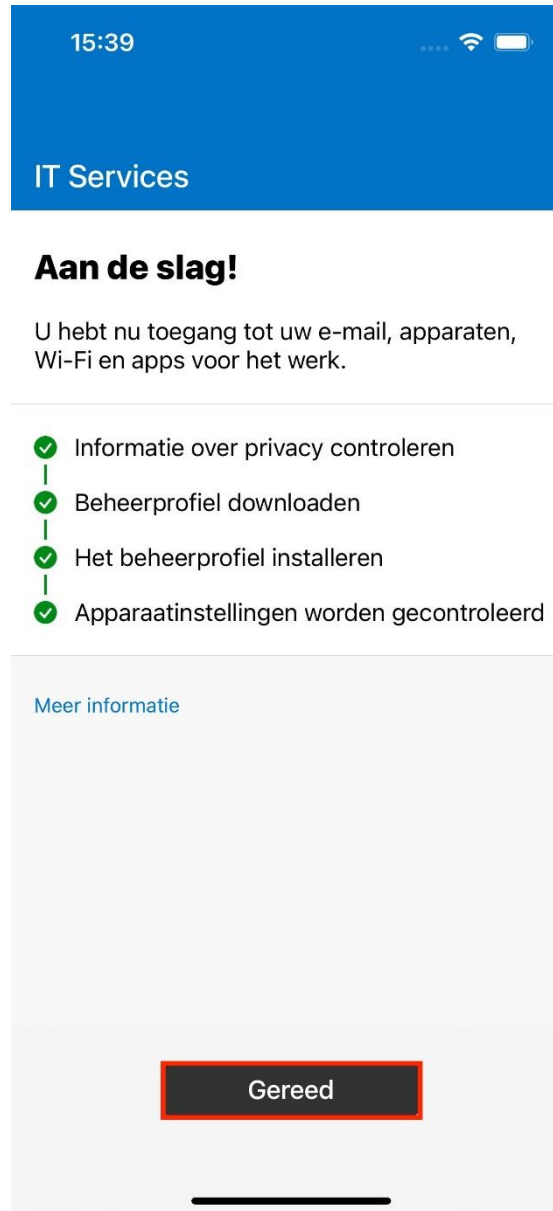 15:39
IT Services
Aan de slag!
U hebt nu toegang tot uw e-mail, apparaten,
Wi-Fi en apps voor het werk.
Informatie over privacy controleren
Beheerprofiel downloaden
Het beheerprofiel installeren
Apparaatinstellingen worden gecontroleerd
Meer informatie
Gereed